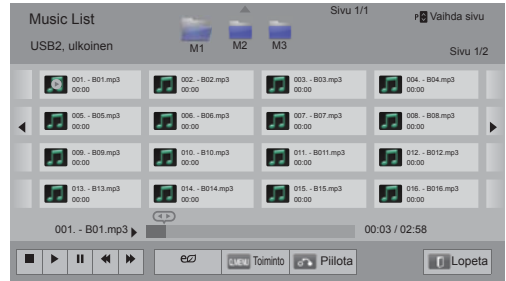 Music List
Sivu 1/1
P Vaihda sivu
USB2, ulkoinen
M1 M2 M3
Sivu 1/2
001. - B01.mp3 002. - B02.mp3 003. - B03.mp3 004. - B04.mp3
00:00 00:00 00:00 00:00
005. - B05.mp3 006. - B06.mp3 007. - B07.mp3 008. - B08.mp3
00:00 00:00 00:00 00:00
009. - B09.mp3 010. - B10.mp3 011. - B011.mp3 012. - B012.mp3
00:00 00:00 00:00 00:00
013. - B13.mp3 014. - B014.mp3 015. - B15.mp3 016. - B016.mp3
00:00 00:00 00:00 00:00
001. - B01.mp3 00:03 / 02:58
e Q.MENU Toiminto Piilota Lopeta